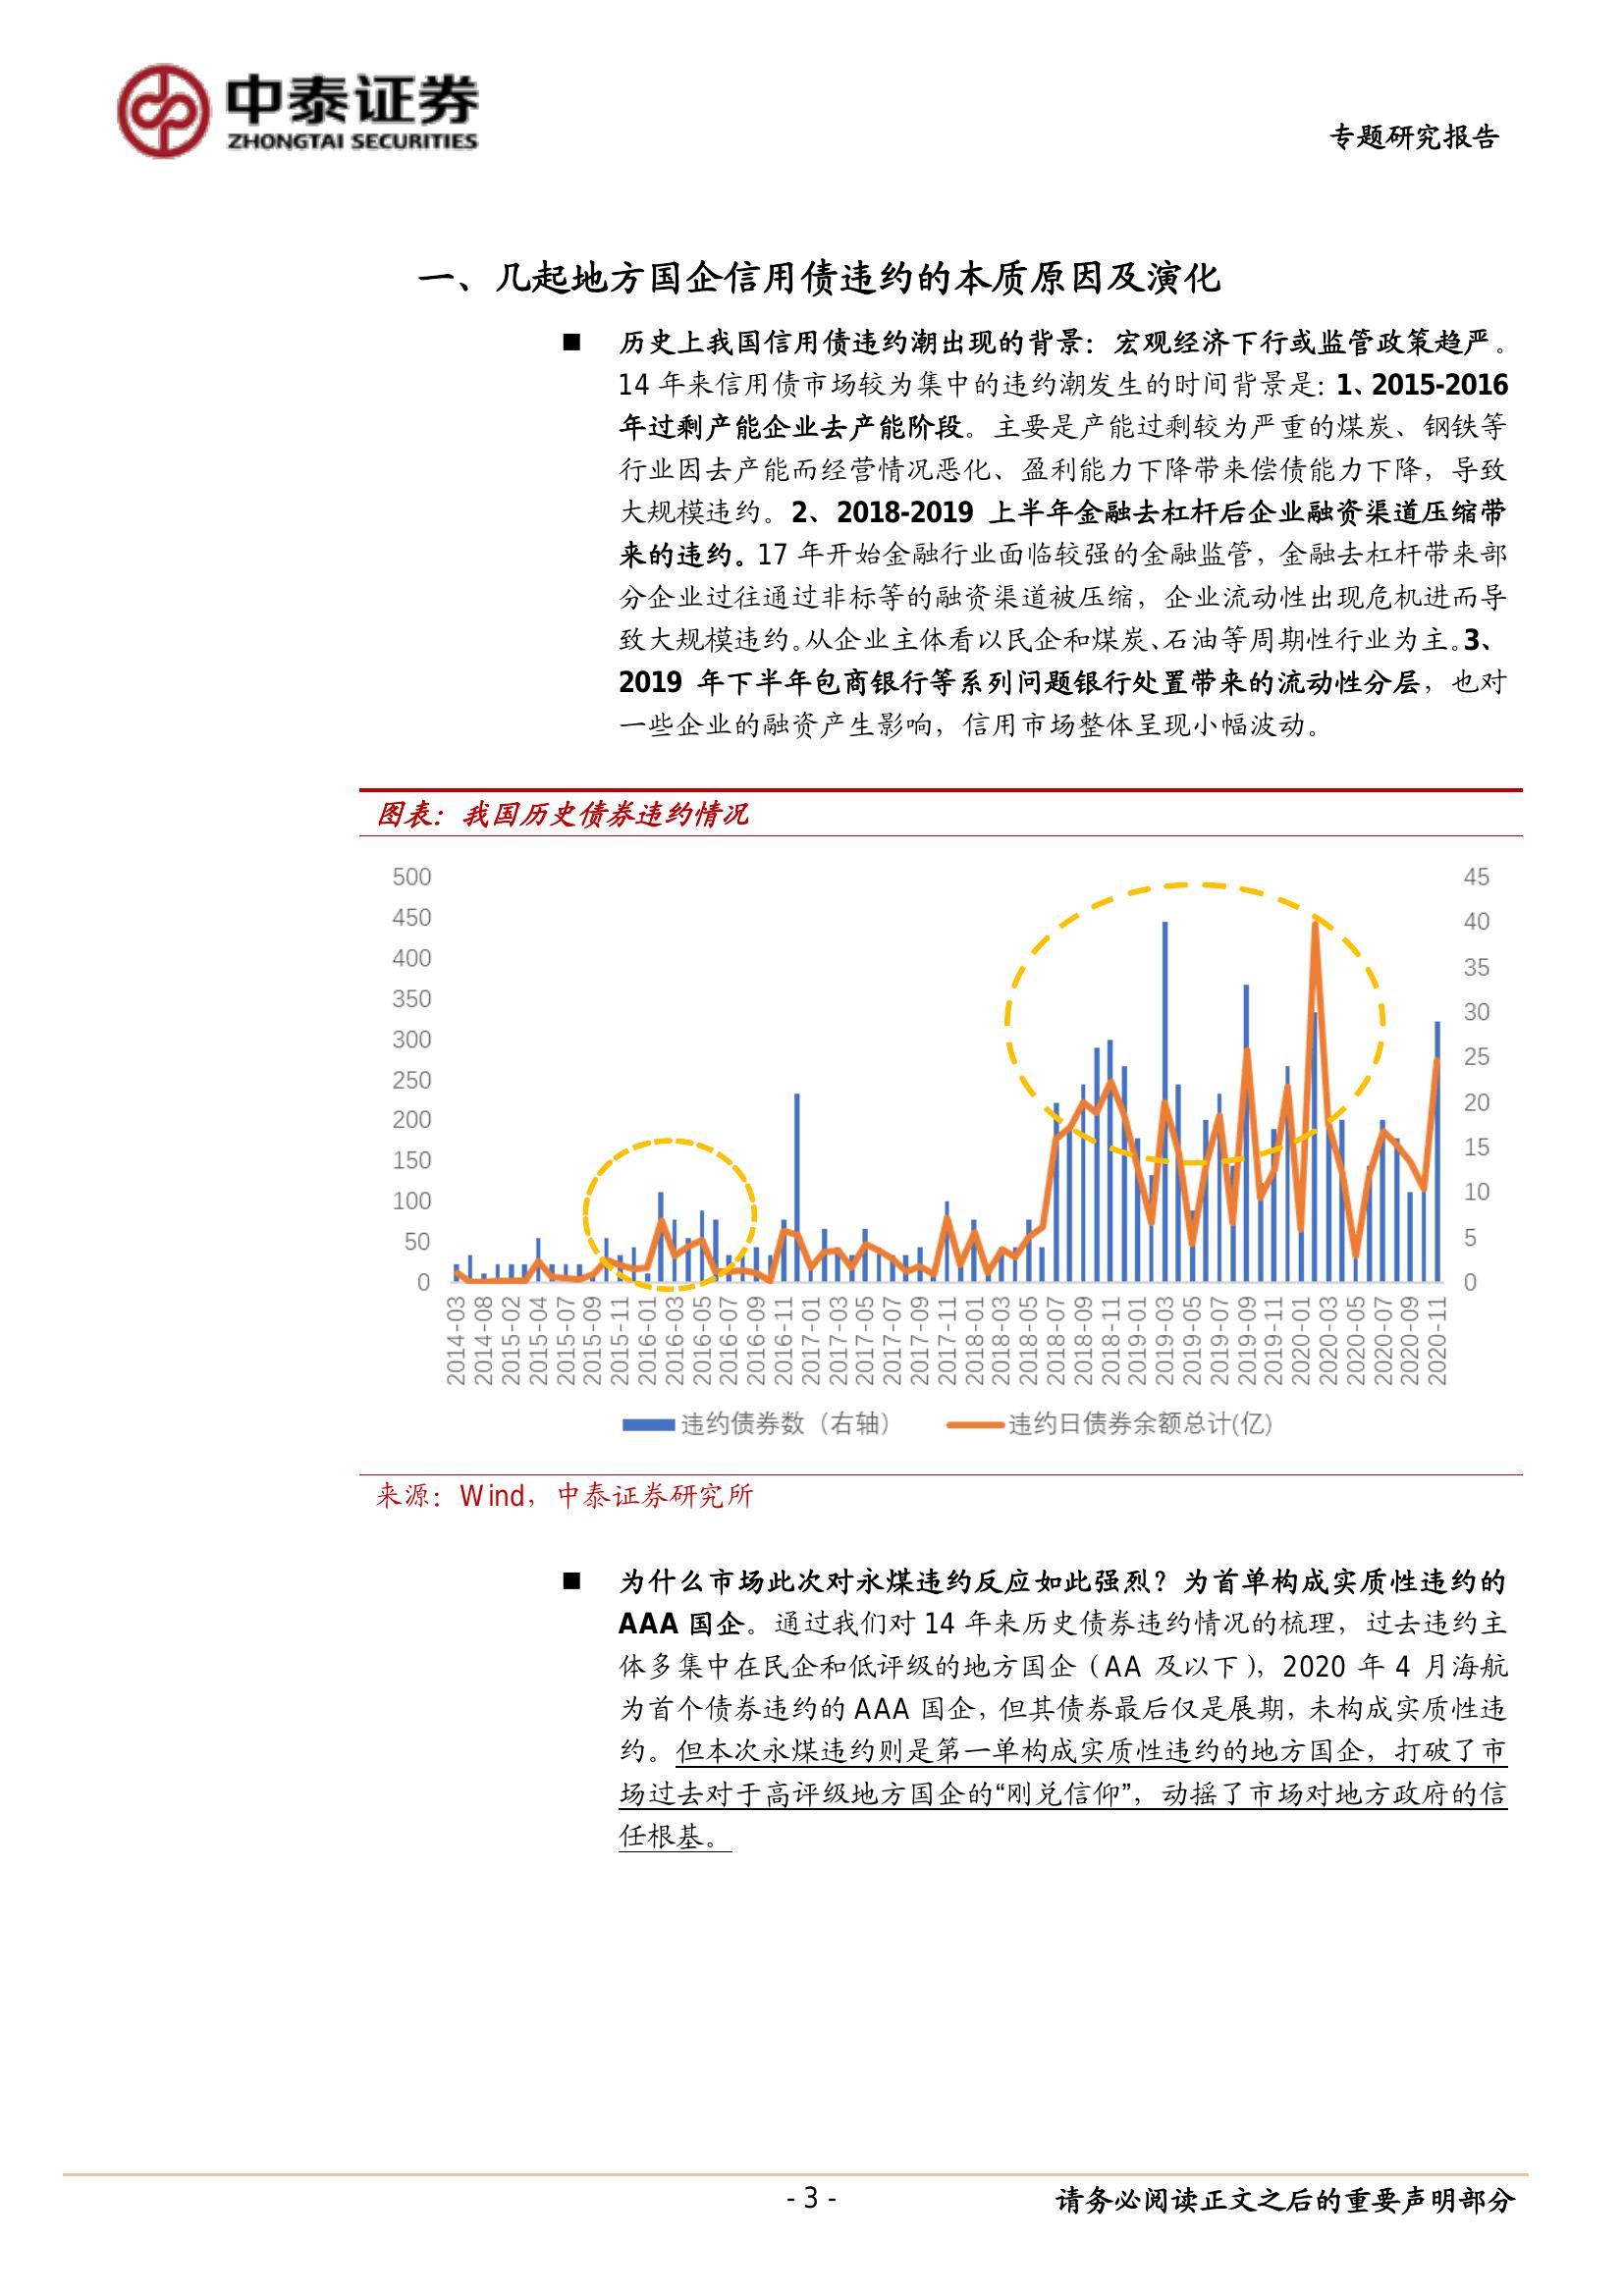 中泰证券
ZHONGTAI SECURITIES
专题研究报告
一、几起地方国企信用债违约的本质原因及演化
■ 历史上我国信用债违约潮出现的背景：宏观经济下行或监管政策趋严。
14 年来信用债市场较为集中的违约潮发生的时间背景是：1、2015-2016
年过剩产能企业去产能阶段。主要是产能过剩较为严重的煤炭、钢铁等
行业因去产能而经营情况恶化、盈利能力下降带来偿债能力下降，导致
大规模违约。2、2018-2019 上半年金融去杠杆后企业融资渠道压缩带
来的违约。17 年开始金融行业面临较强的金融监管，金融去杠杆带来部
分企业过往通过非标等的融资渠道被压缩，企业流动性出现危机进而导
致大规模违约。从企业主体看以民企和煤炭、石油等周期性行业为主。3、
2019 年下半年包商银行等系列问题银行处置带来的流动性分层，也对
一些企业的融资产生影响，信用市场整体呈现小幅波动。
图表：我国历史债券违约情况
500
450
400
350
300
250
200
150
100
50
0
45
40
35
30
25
20
15
10
5
0
2014-03
2014-08
2015-02
2015-04
2015-07
2015-09
2015-11
2016-01
2016-03
2016-05
2016-07
2016-09
2016-11
2017-01
2017-03
2017-05
2017-07
2017-09
2017-11
2018-01
2018-03
2018-05
2018-07
2018-09
2018-11
2019-01
2019-03
2019-05
2019-07
2019-09
2019-11
2020-01
2020-03
2020-05
2020-07
2020-09
2020-11
违约债券数（右轴） 违约日债券余额总计(亿)
来源：Wind，中泰证券研究所
■ 为什么市场此次对永煤违约反应如此强烈？为首单构成实质性违约的
AAA 国企。通过我们对 14 年来历史债券违约情况的梳理，过去违约主
体多集中在民企和低评级的地方国企（AA 及以下），2020 年 4 月海航
为首个债券违约的 AAA 国企，但其债券最后仅是展期，未构成实质性违
约。但本次永煤违约则是第一单构成实质性违约的地方国企，打破了市
场过去对于高评级地方国企的“刚兑信仰”，动摇了市场对地方政府的信
任根基。
- 3 -
请务必阅读正文之后的重要声明部分